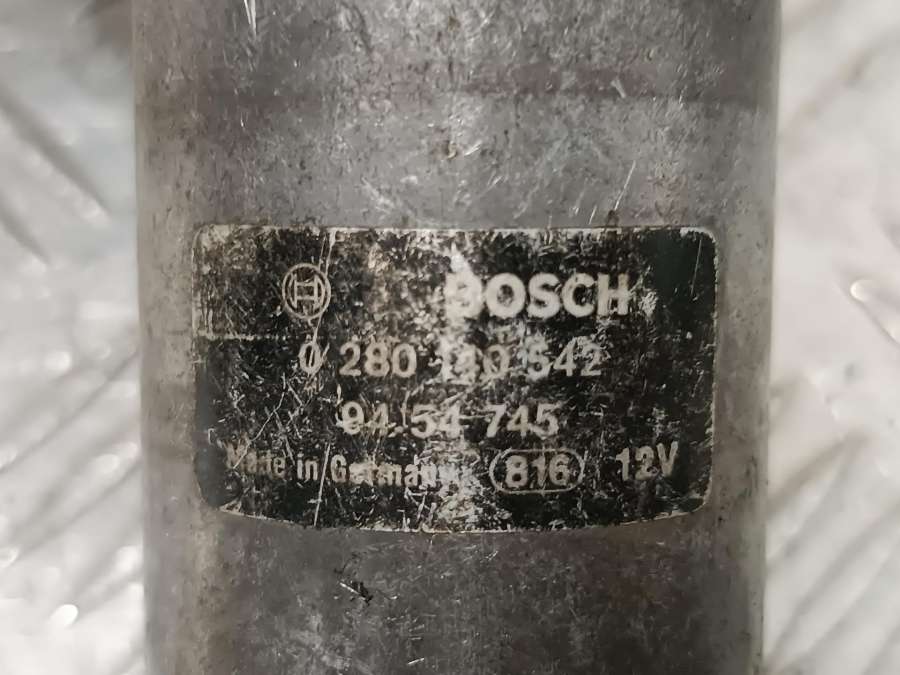 BOSCH
0 280 140 542
94 54 745
Made in Germany 816 12V